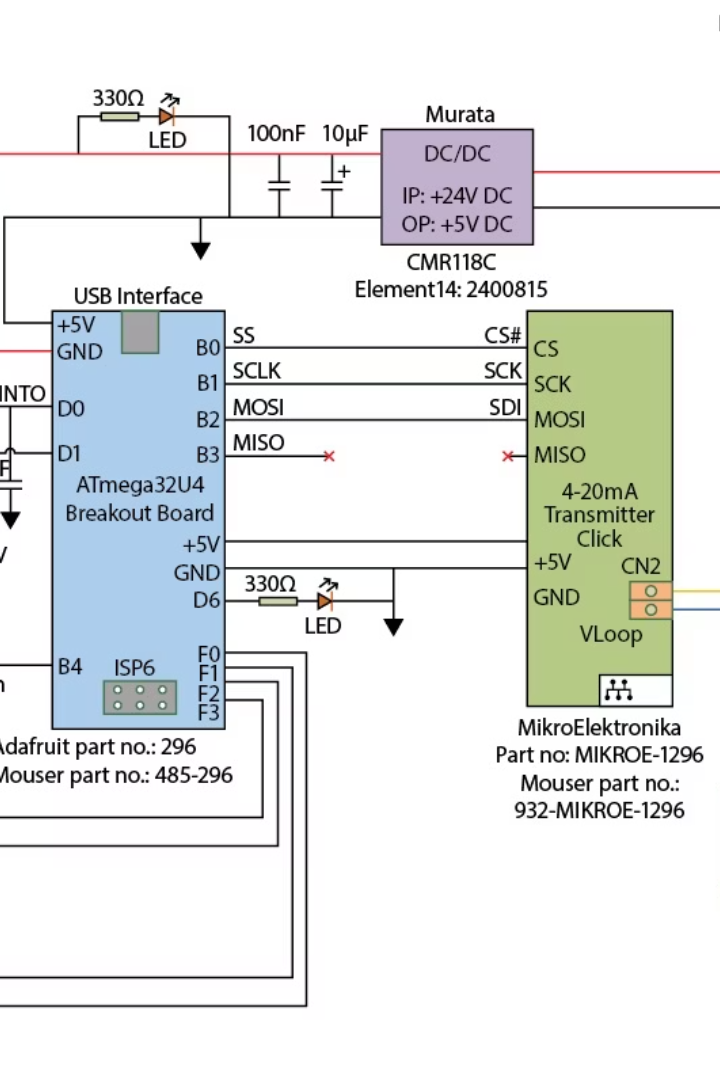 330Ω
LED
100nF 10µF
+
Murata
DC/DC
IP: +24V DC
OP: +5V DC
CMR118C
Element14: 2400815
USB Interface
+5V
GND
INTO
D0
D1
F
V
B4
B0
B1
B2
B3
SS
SCLK
MOSI
MISO
ATmega32U4
Breakout Board
+5V
GND
D6
F0
F1
F2
F3
ISP6
330Ω
LED
CS#
SCK
SDI
CS
SCK
MOSI
MISO
4-20mA
Transmitter
Click
+5V
CN2
GND
VLoop
Adafruit part no.: 296
Mouser part no.: 485-296
MikroElektronika
Part no: MIKROE-1296
Mouser part no.:
932-MIKROE-1296